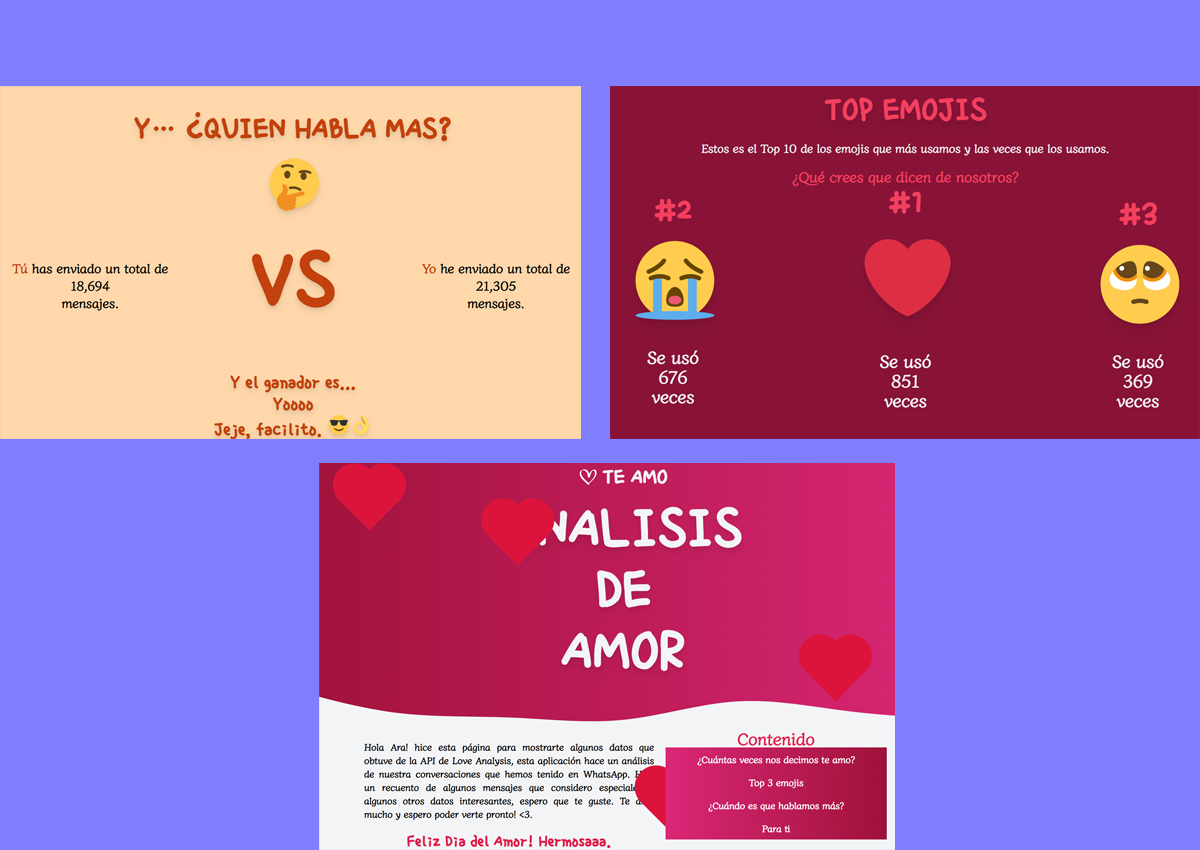 Y... ¿QUIEN HABLA MAS?
Tú has enviado un total de
18,694
mensajes.
VS
Yo he enviado un total de
21,305
mensajes.
Y el ganador es...
Yoooo
Jeje, facilito.
TOP EMOJIS
Estos es el Top 10 de los emojis que más usamos y las veces que los usamos.
¿Qué crees que dicen de nosotros?
#2
Se usó
676
veces
#1
Se usó
851
veces
#3
Se usó
369
veces
TE AMO
NALISIS
DE
AMOR
Hola Ara! hice esta página para mostrarte algunos datos que
obtuve de la API de Love Analysis, esta aplicación hace un análisis
de nuestra conversaciones que hemos tenido en WhatsApp.
un recuento de algunos mensajes que considero
algunos otros datos interesantes, espero que te guste. Te
mucho y espero poder verte pronto! <3.
Feliz Dia del Amor! Hermosaaa.
Contenido
¿Cuántas veces nos decimos te amo?
Top 3 emojis
¿Cuándo es que hablamos más?
Para ti